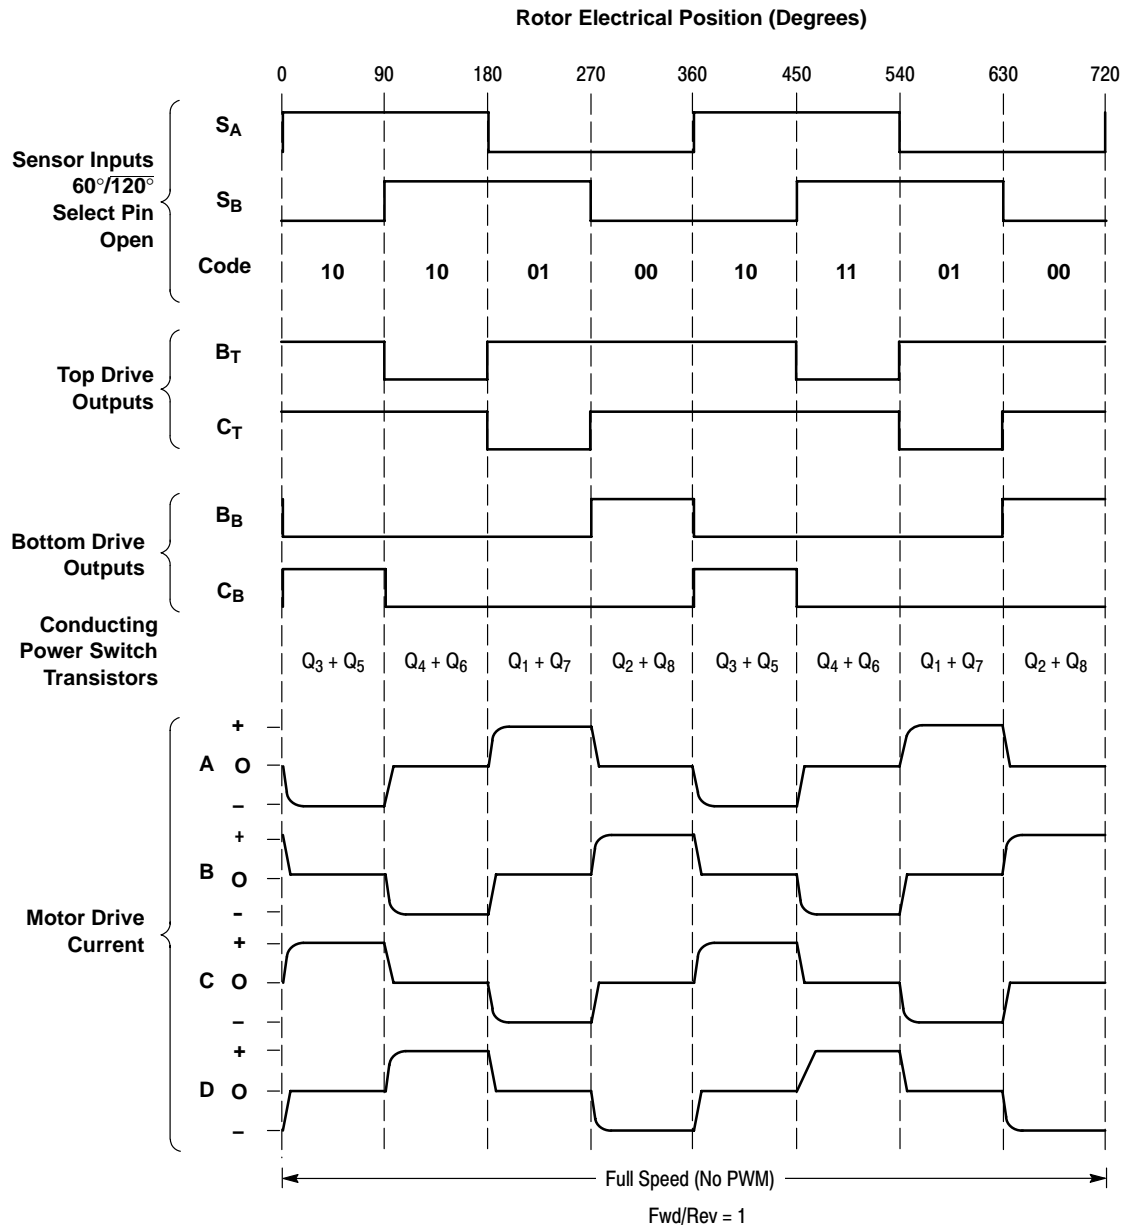 Rotor Electrical Position (Degrees)
0 90 180 270 360 450 540 630 720
Sensor Inputs
60°/120°
Select Pin
Open
SA
SB
Code 10 10 01 00 10 11 01 00
Top Drive
Outputs
BT
CT
Bottom Drive
Outputs
BB
CB
Conducting
Power Switch
Transistors
Q3 + Q5 Q4 + Q6 Q1 + Q7 Q2 + Q8 Q3 + Q5 Q4 + Q6 Q1 + Q7 Q2 + Q8
Motor Drive
Current
+
A O
–
+
B O
–
+
C O
–
+
D O
–
Full Speed (No PWM)
Fwd/Rev = 1